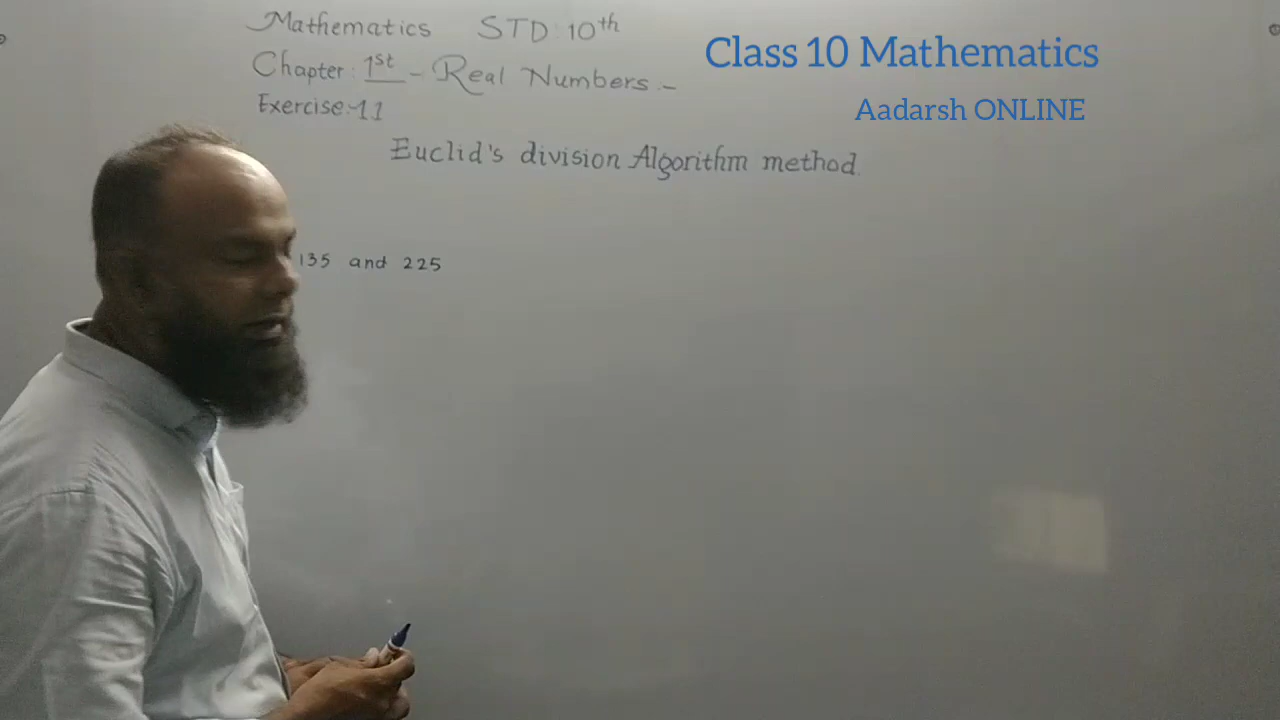 Mathematics STD: 10th
Chapter: 1st - Real Numbers :-
Exercise:-1.1
Class 10 Mathematics
Aadarsh ONLINE
Euclid's division Algorithm method.
135 and 225